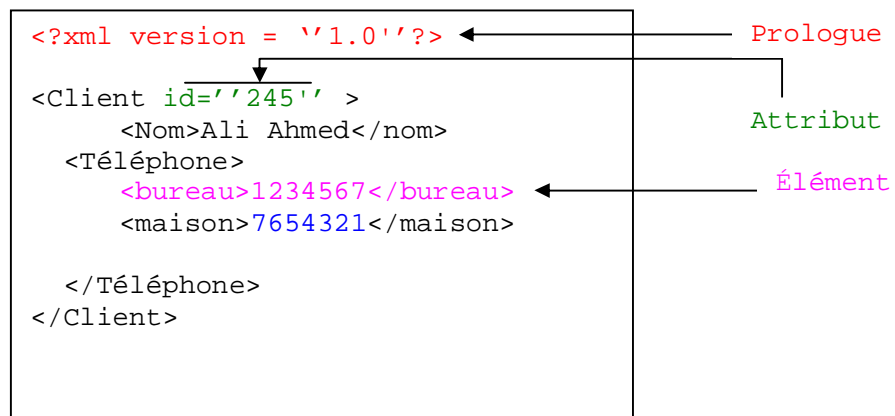 <?xml version = ‘’1.0'’?> Prologue
<Client id=’’245'’ > Attribut
<Nom>Ali Ahmed</nom>
<Téléphone>
<bureau>1234567</bureau> Élément
<maison>7654321</maison>
</Téléphone>
</Client>